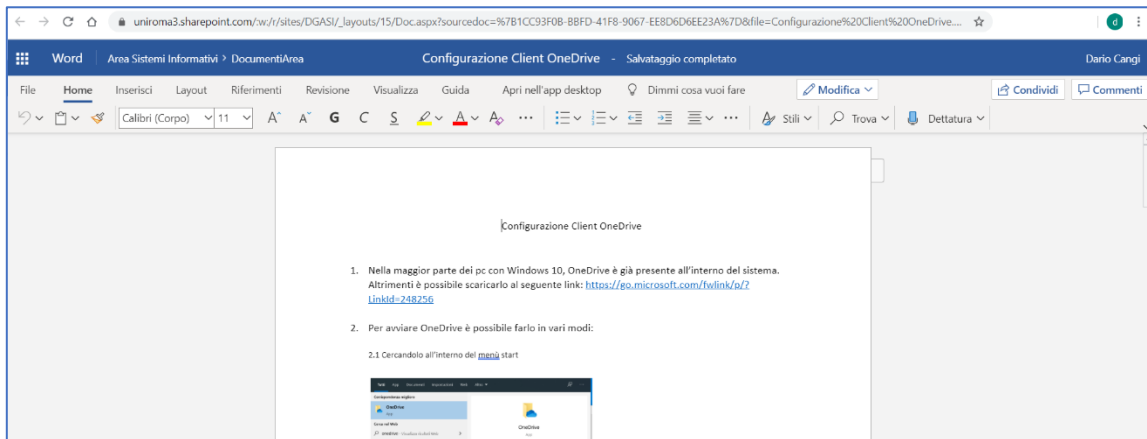 uniroma3.sharepoint.com/:w:/r/sites/DGASI/_layouts/15/Doc.aspx?sourcedoc=%7B1CC93F0B-BBFD-41F8-9067-EE8D6D6EE23A%7D&file=Configurazione%20Client%20OneDrive.... d
Word Area Sistemi Informativi > DocumentiArea Configurazione Client OneDrive - Salvataggio completato Dario Cangi
File Home Inserisci Layout Riferimenti Revisione Visualizza Guida Apri nell'app desktop Dimmi cosa vuoi fare Modifica Condividi Commenti
Calibri (Corpo) 11 A A G C S A A ... ... Stili Trova Dettatura
Configurazione Client OneDrive
1. Nella maggior parte dei pc con Windows 10, OneDrive è già presente all'interno del sistema.
Altrimenti è possibile scaricarlo al seguente link: https://go.microsoft.com/fwlink/p/?
LinkId=248256
2. Per avviare OneDrive è possibile farlo in vari modi:
2.1 Cercandolo all'interno del menù start
OneDrive
App
OneDrive
App